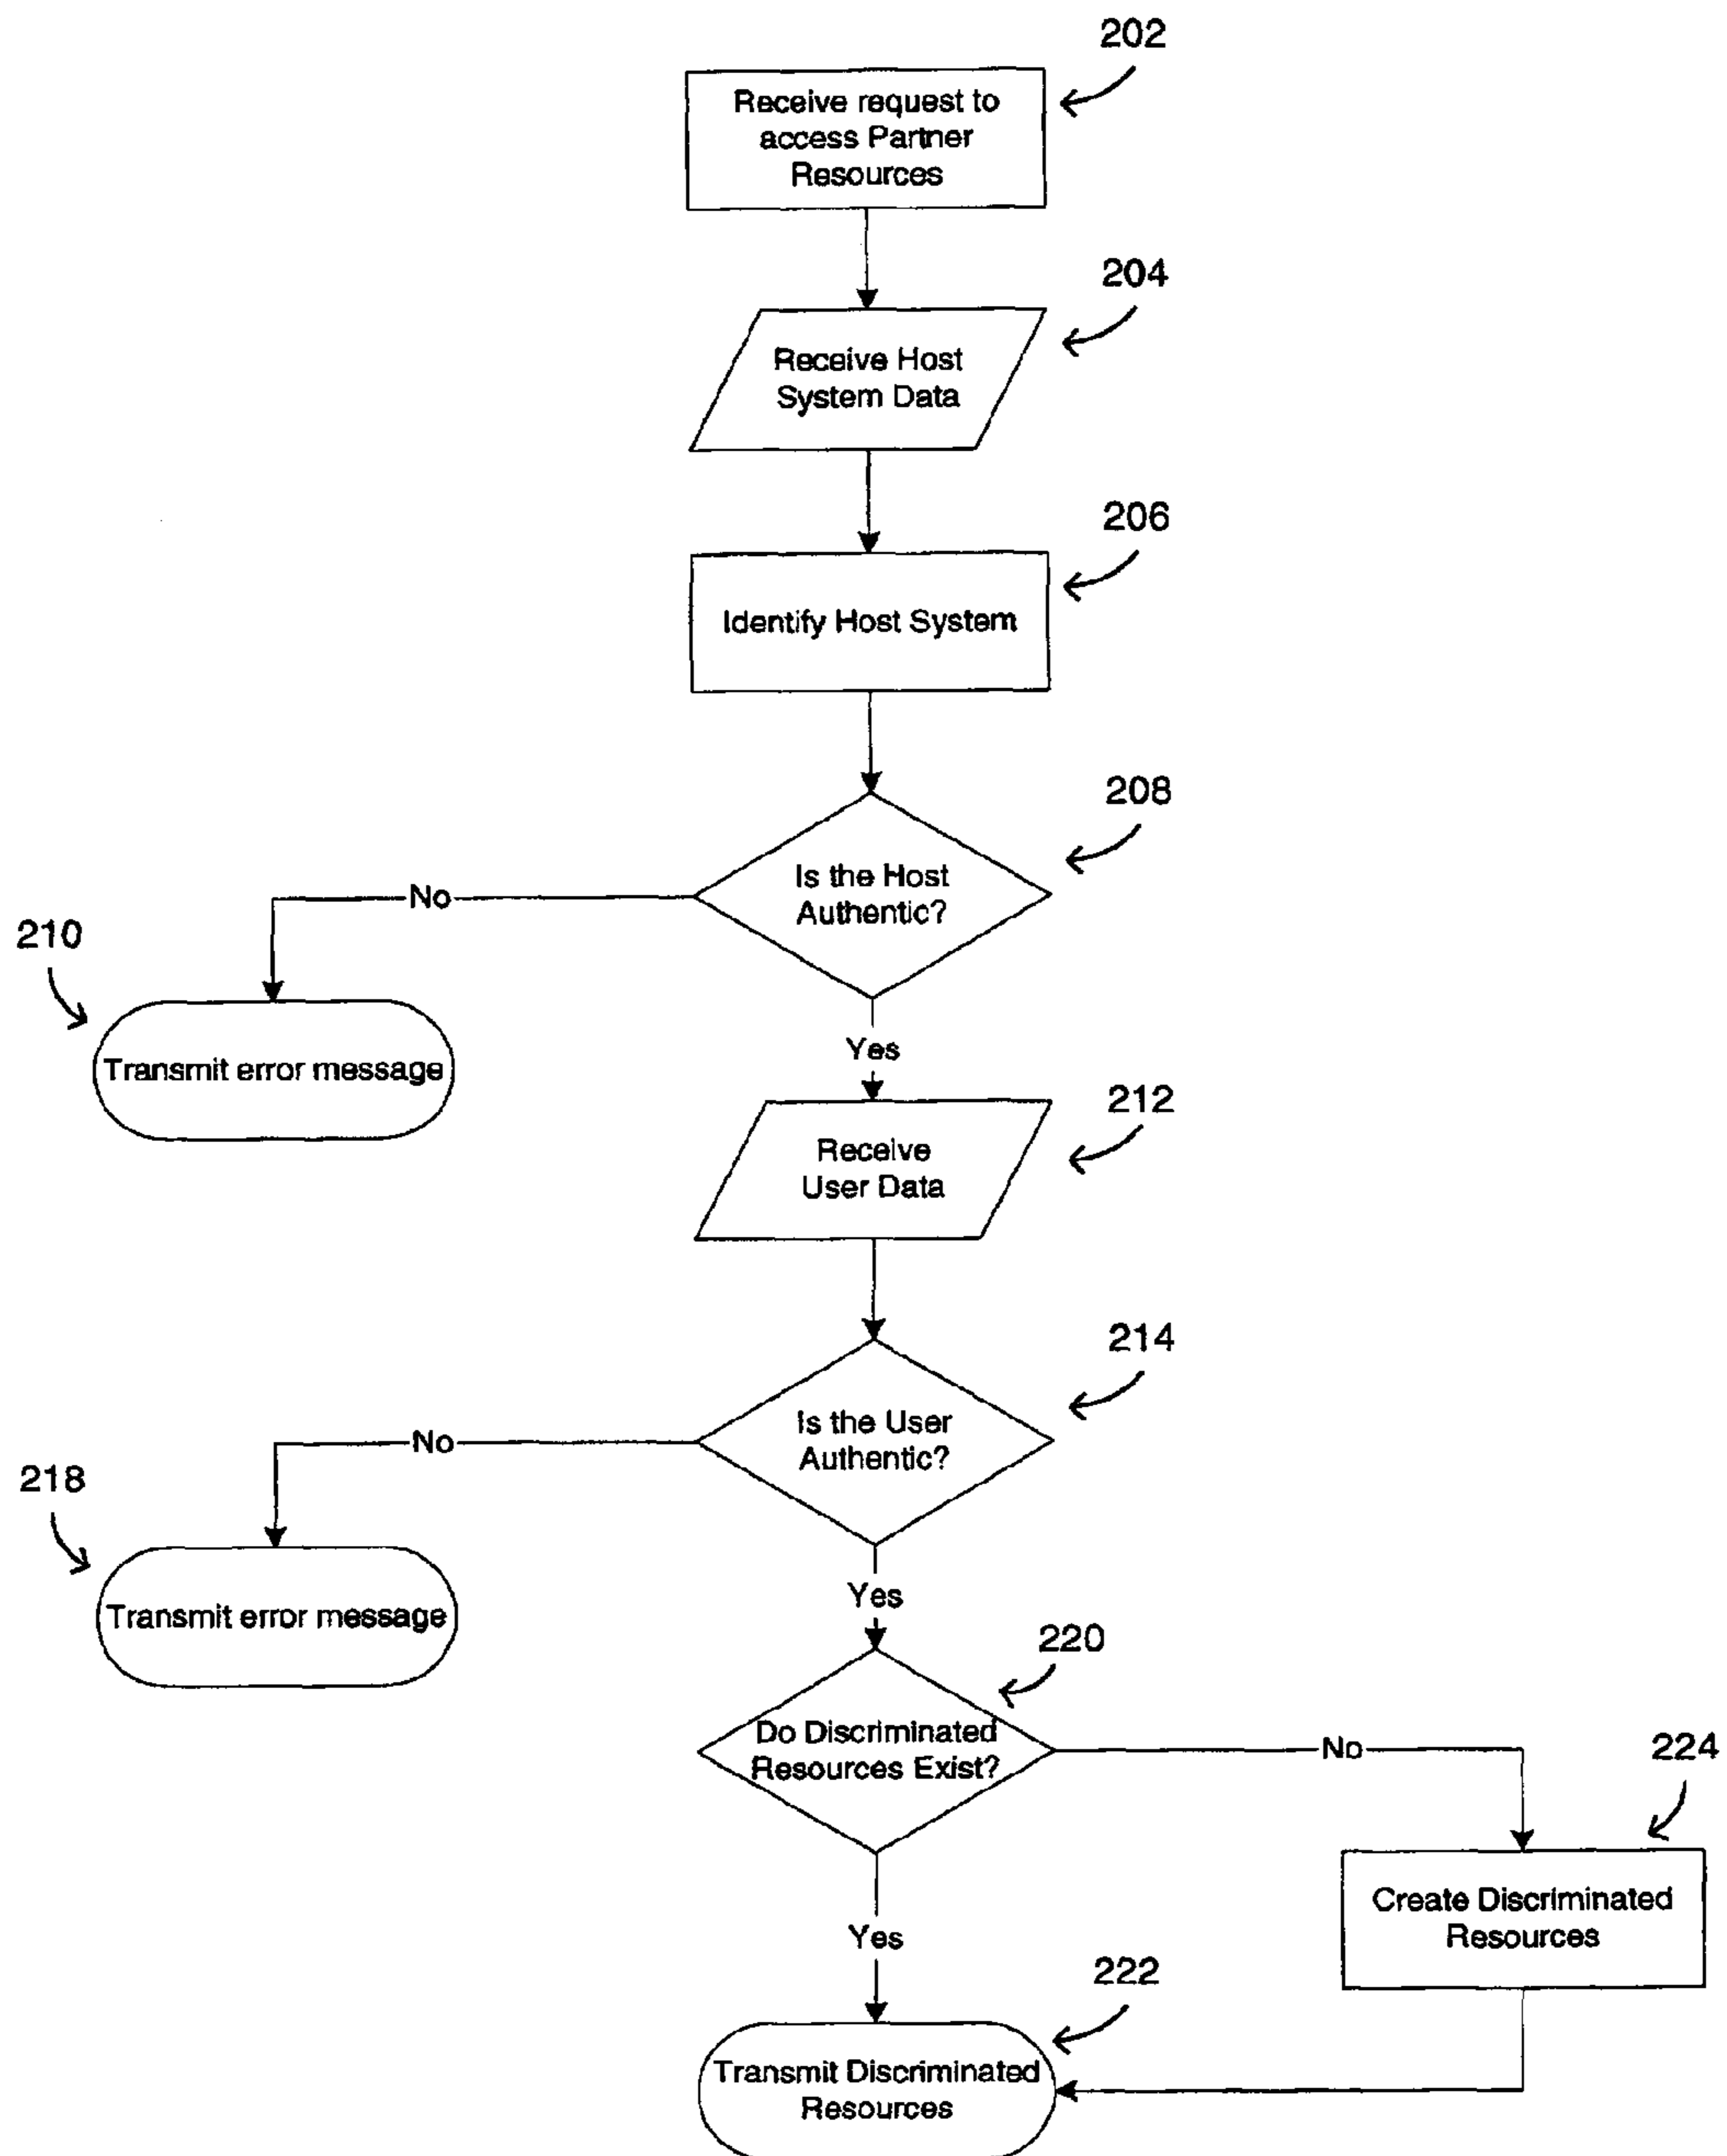 202
Receive request to
access Partner
Resources
204
Receive Host
System Data
206
Identify Host System
208
Is the Host
Authentic?
No
210
Transmit error message
Yes
212
Receive
User Data
214
Is the User
Authentic?
No
218
Transmit error message
Yes
220
Do Discriminated
Resources Exist?
No
224
Create Discriminated
Resources
Yes
222
Transmit Discriminated
Resources